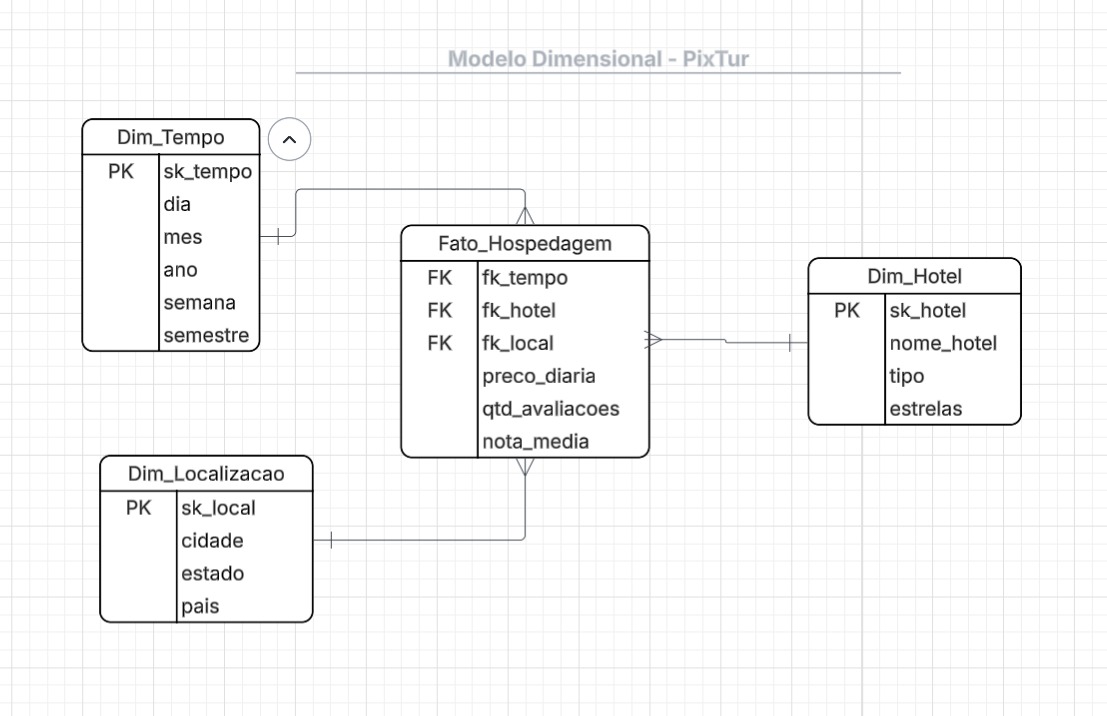 Modelo Dimensional - PixTur
Dim_Tempo
PK sk_tempo
dia
mes
ano
semana
semestre
Fato_Hospedagem
FK fk_tempo
FK fk_hotel
FK fk_local
preco_diaria
qtd_avaliacoes
nota_media
Dim_Hotel
PK sk_hotel
nome_hotel
tipo
estrelas
Dim_Localizacao
PK sk_local
cidade
estado
pais